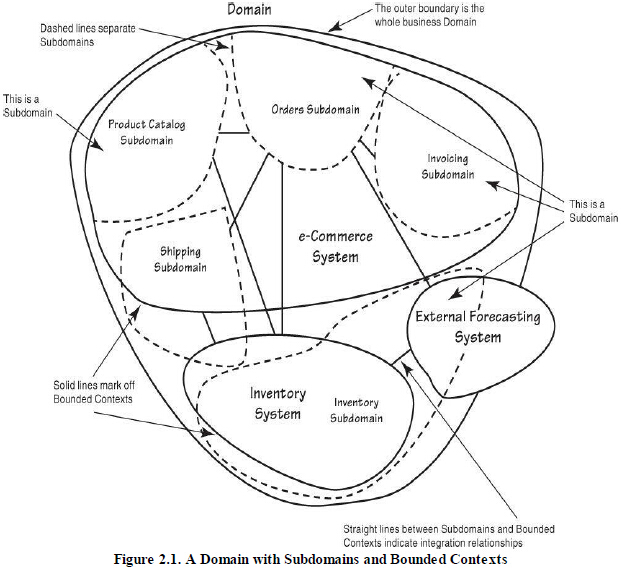 Domain
The outer boundary is the
whole business Domain
Dashed lines separate
Subdomains
This is a
Subdomain
Product Catalog
Subdomain
Orders Subdomain
Invoicing
Subdomain
This is a
Subdomain
Shipping
Subdomain
e-Commerce
System
External Forecasting
System
Solid lines mark off
Bounded Contexts
Inventory
System
Inventory
Subdomain
Straight lines between Subdomains and Bounded
Contexts indicate integration relationships
Figure 2.1. A Domain with Subdomains and Bounded Contexts